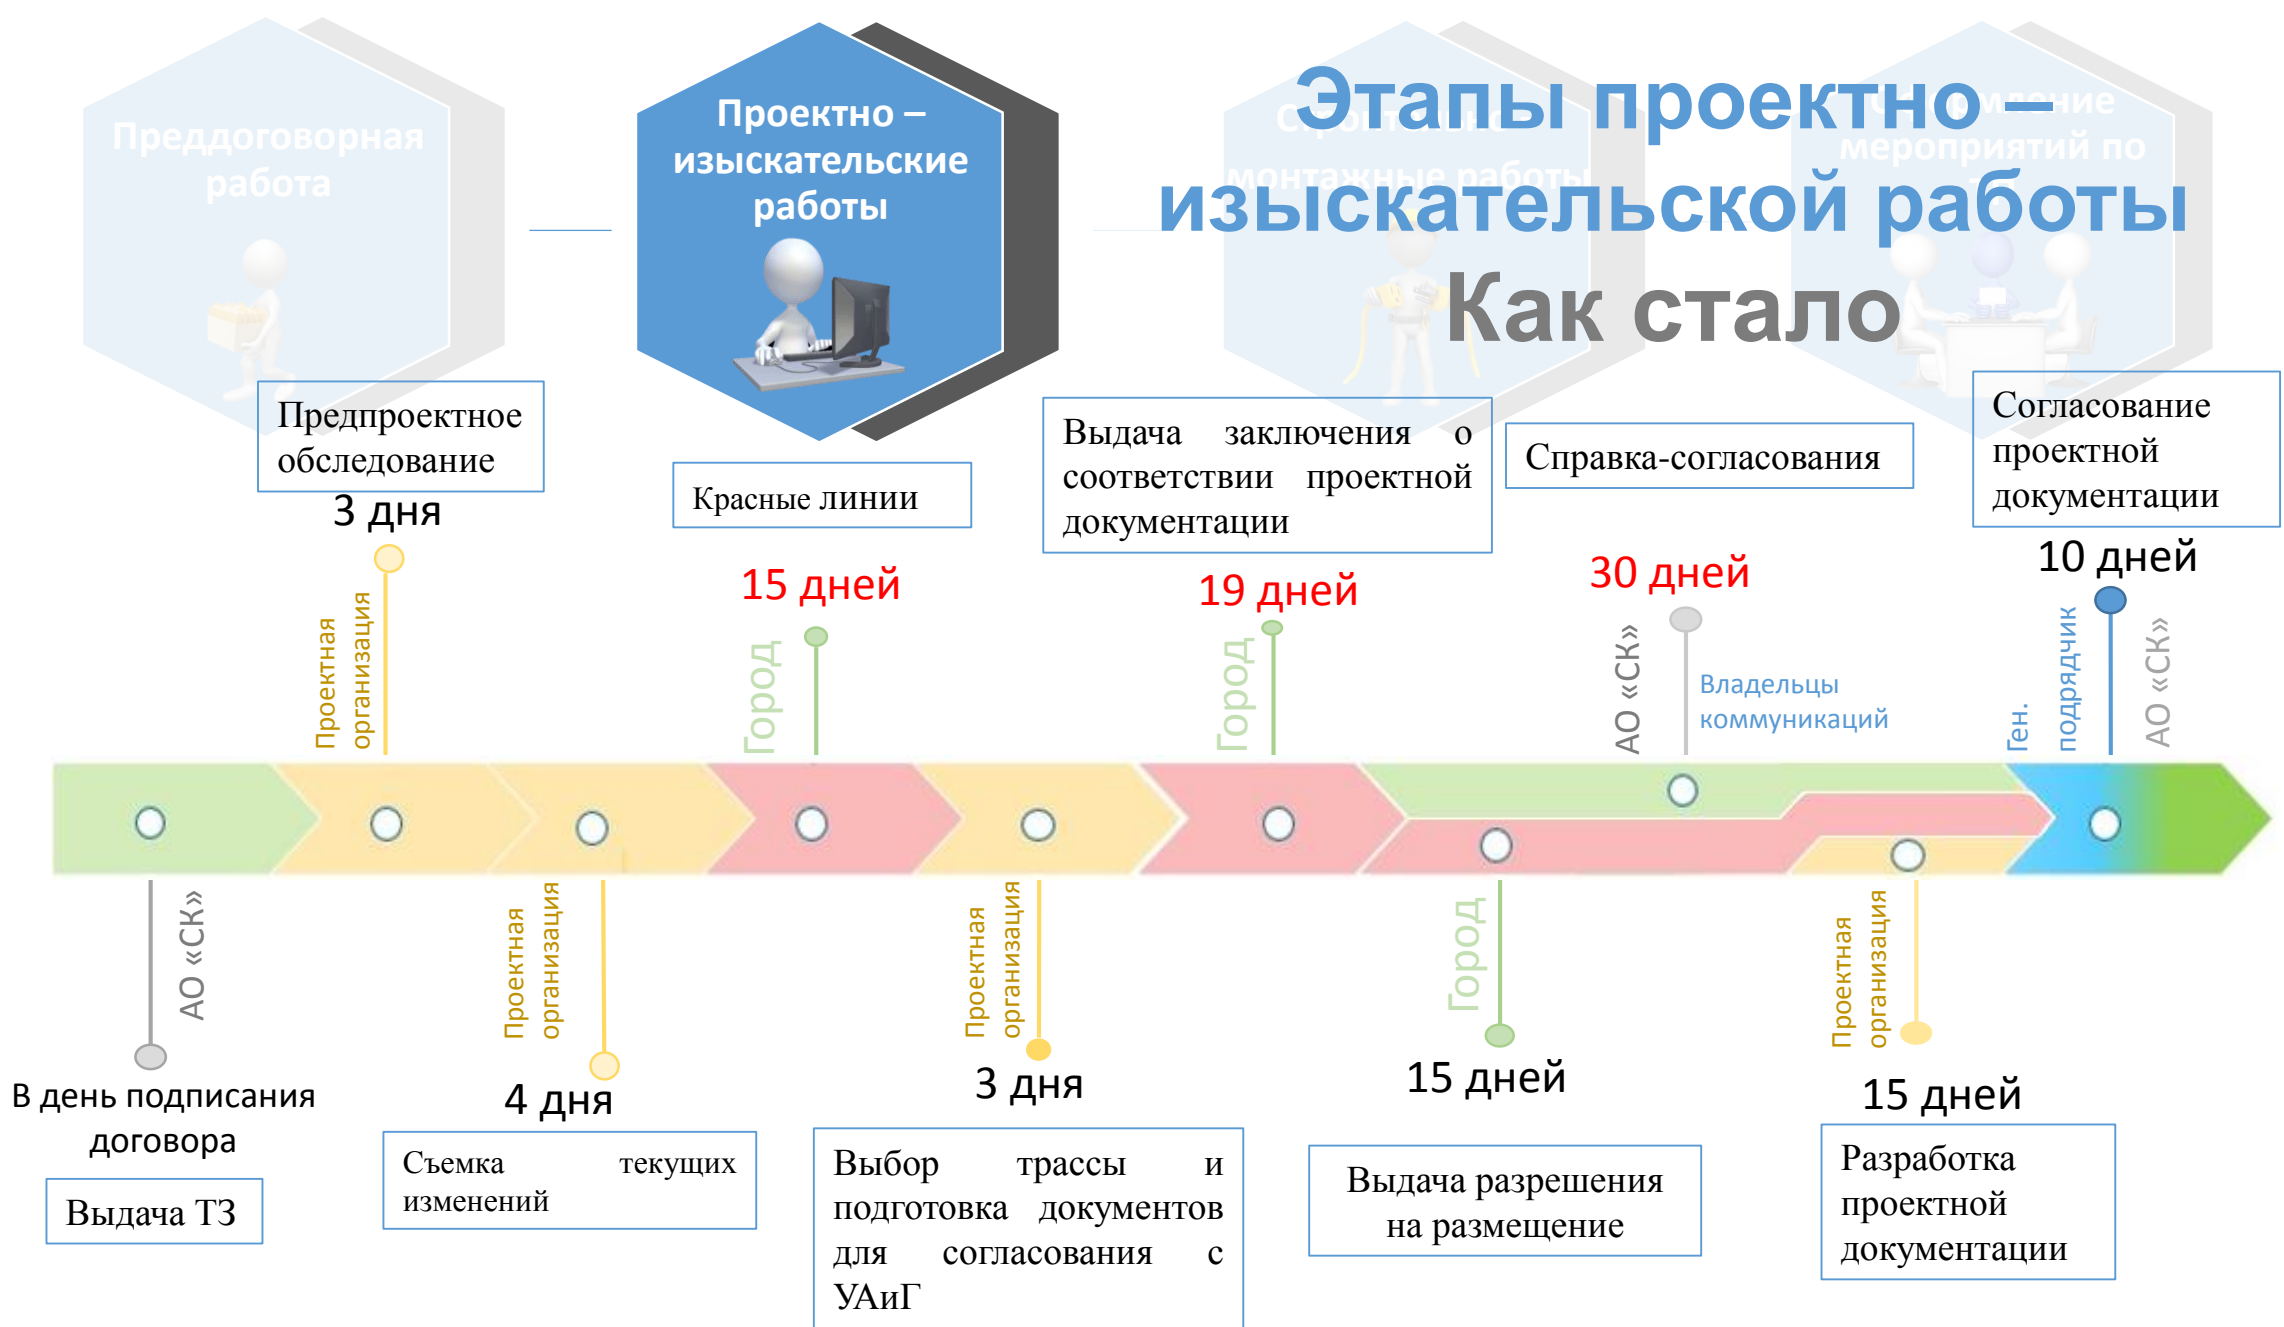 Преддоговорная
работа
Проектно –
изыскательские
работы
монтажные работы
мероприятий по
Этапы проектно –
изыскательской работы
Как стало
Предпроектное
обследование
3 дня
Проектная
организация
Красные линии
15 дней
Город
Выдача заключения о
соответствии проектной
документации
19 дней
Город
Справка-согласования
30 дней
АО «СК»
Владельцы
коммуникаций
Согласование
проектной
документации
10 дней
Ген.
подрядчик
АО «СК»
АО «СК»
В день подписания
договора
Выдача ТЗ
Проектная
организация
4 дня
Съемка текущих
изменений
Проектная
организация
3 дня
Выбор трассы и
подготовка документов
для согласования с
УАиГ
Город
15 дней
Выдача разрешения
на размещение
Проектная
организация
15 дней
Разработка
проектной
документации